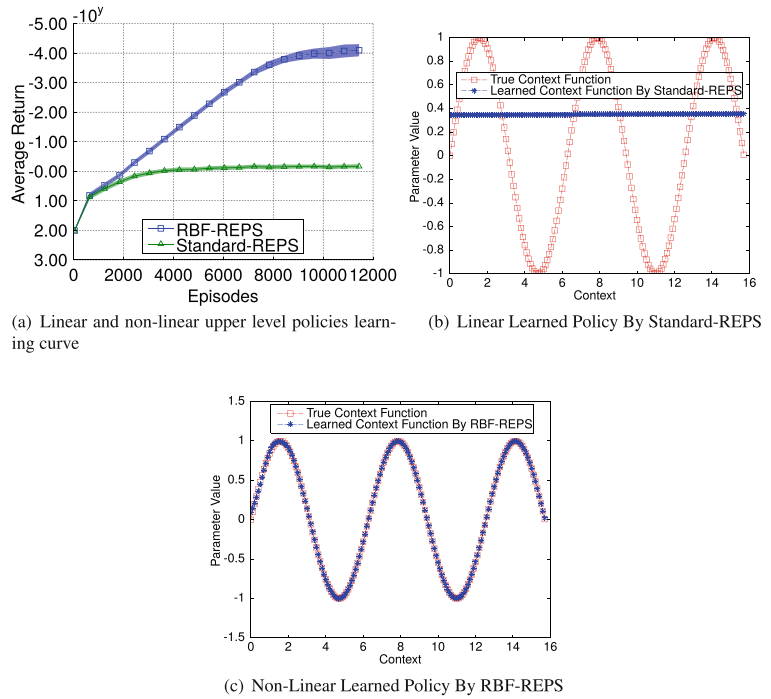 -10y
-5.00
-4.00
-3.00
-2.00
-1.00
-0.00
1.00
2.00
3.00
Average Return
0 2000 4000 6000 8000 10000 12000
Episodes
RBF-REPS
Standard-REPS
(a) Linear and non-linear upper level policies learn-
ing curve
1
0.8
0.6
0.4
0.2
0
-0.2
-0.4
-0.6
-0.8
-1
Parameter Value
0 2 4 6 8 10 12 14 16
Context
True Context Function
Learned Context Function By Standard-REPS
(b) Linear Learned Policy By Standard-REPS
1.5
1
0.5
0
-0.5
-1
-1.5
Parameter Value
0 2 4 6 8 10 12 14 16
Context
True Context Function
Learned Context Function By RBF-REPS
(c) Non-Linear Learned Policy By RBF-REPS